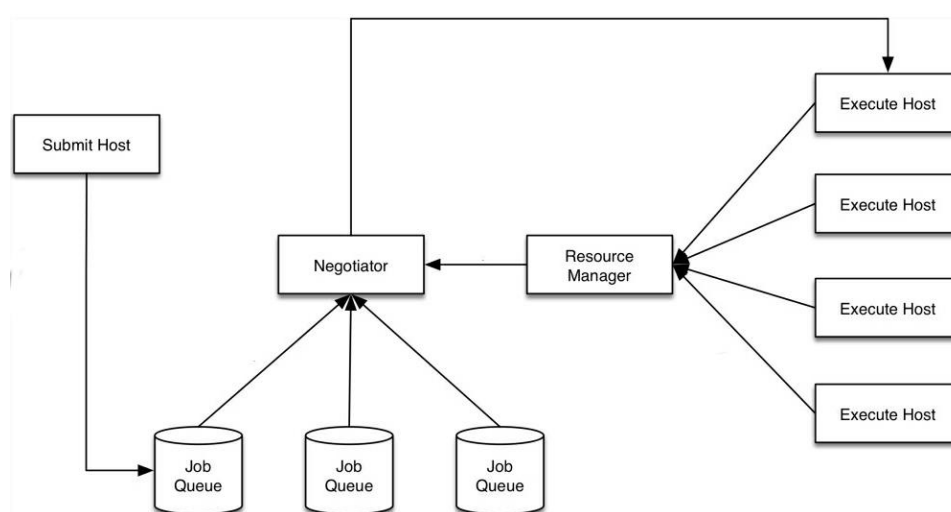 Execute Host
Submit Host
Execute Host
Negotiator
Resource
Manager
Execute Host
Execute Host
Job
Queue
Job
Queue
Job
Queue